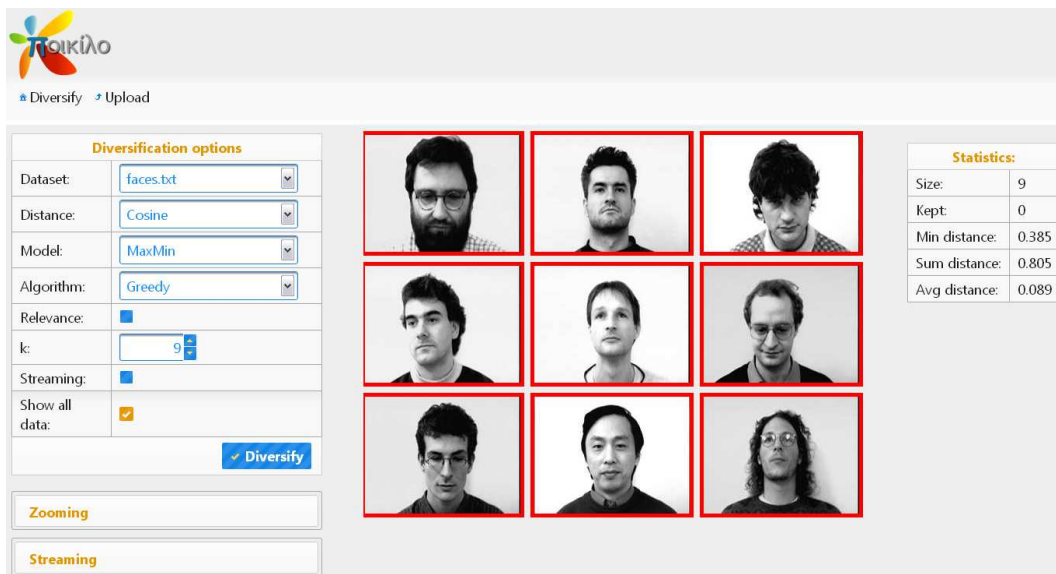 ποικίλο
Diversify Upload
Diversification options
Dataset: faces.txt
Distance: Cosine
Model: MaxMin
Algorithm: Greedy
Relevance:
k: 9
Streaming:
Show all
data:
Diversify
Zooming
Streaming
Statistics:
Size: 9
Kept: 0
Min distance: 0.385
Sum distance: 0.805
Avg distance: 0.089